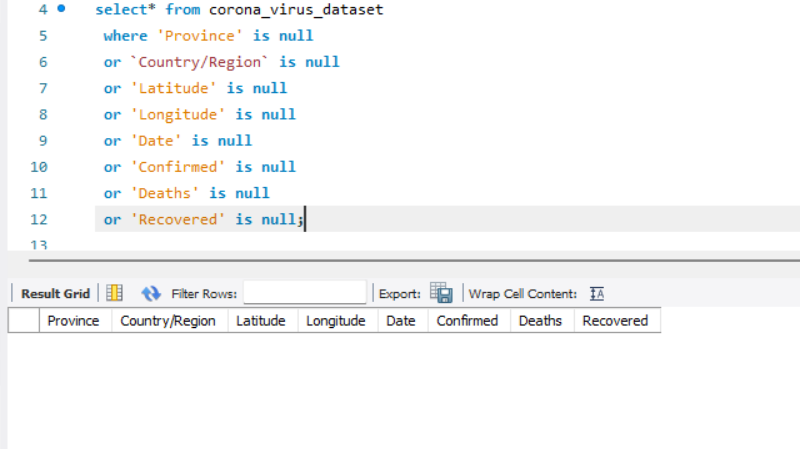 4 select* from corona_virus_dataset
5 where 'Province' is null
6 or `Country/Region` is null
7 or 'Latitude' is null
8 or 'Longitude' is null
9 or 'Date' is null
10 or 'Confirmed' is null
11 or 'Deaths' is null
12 or 'Recovered' is null;
13
Result Grid Filter Rows: Export: Wrap Cell Content: IA
Province Country/Region Latitude Longitude Date Confirmed Deaths Recovered